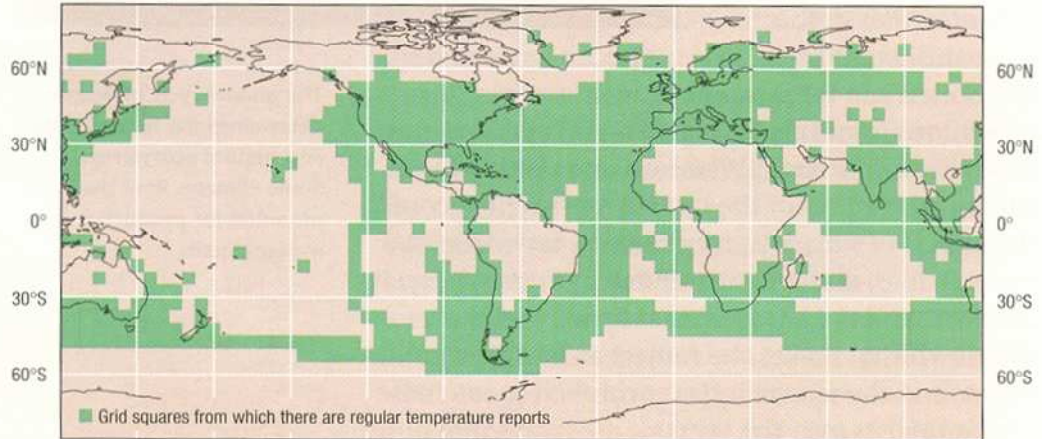 60°N 60°N
30°N 30°N
0° 0°
30°S 30°S
60°S 60°S
Grid squares from which there are regular temperature reports